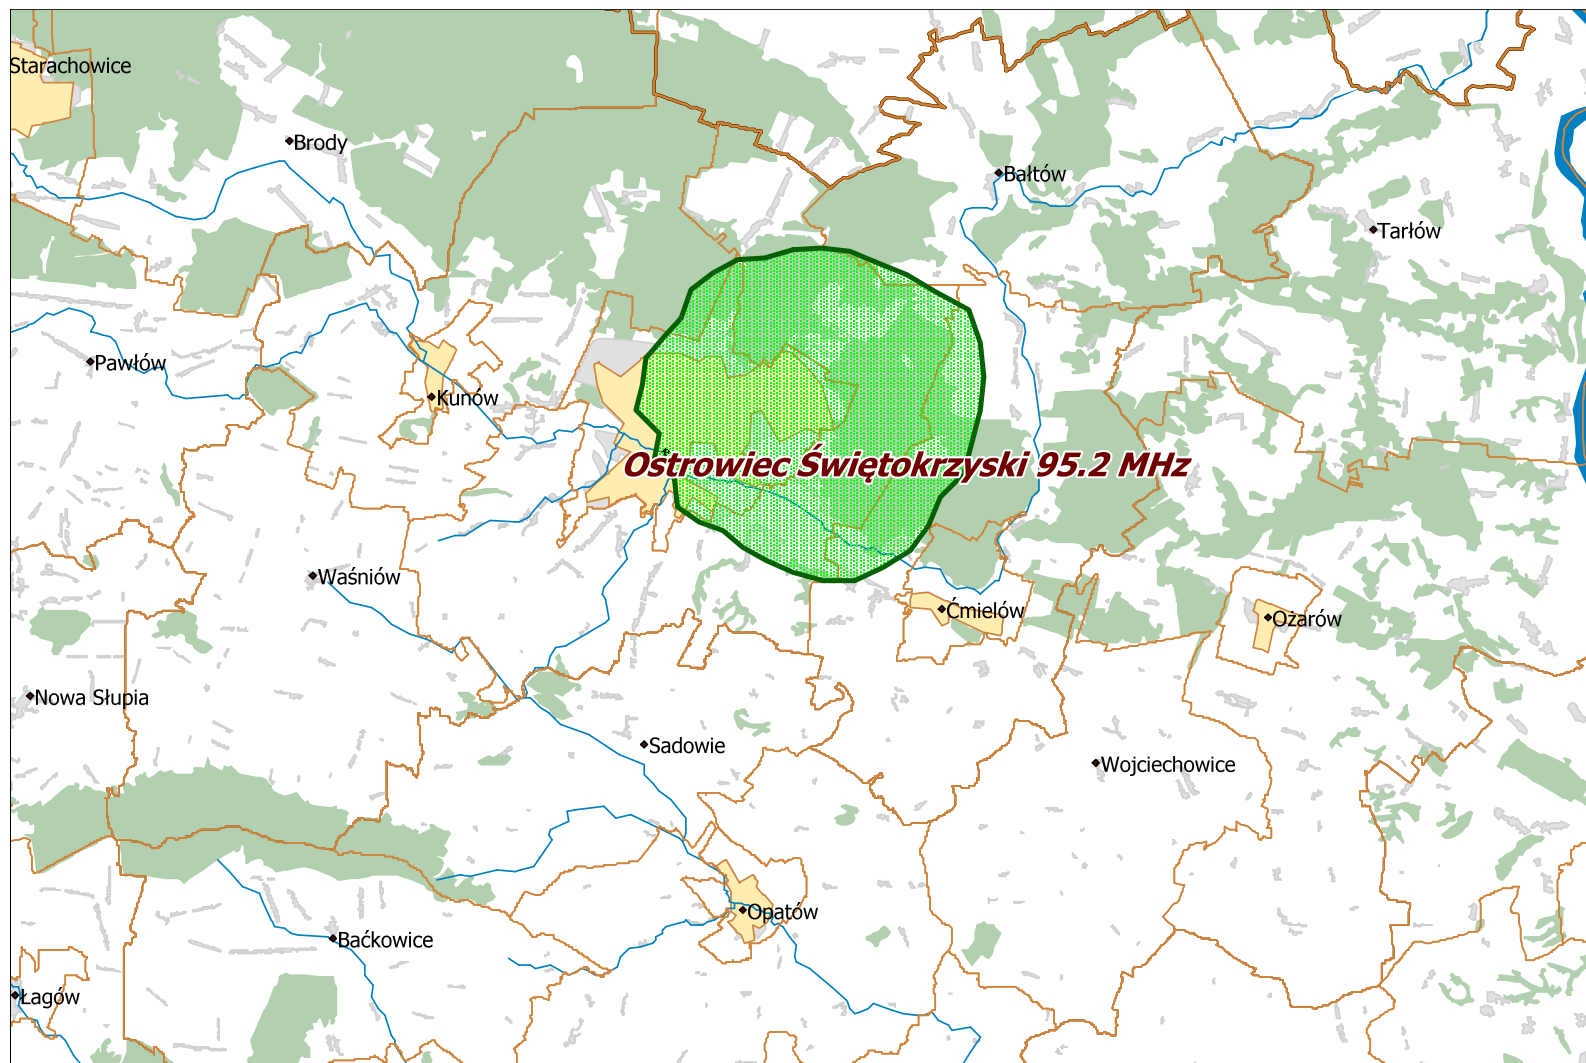 Starachowice
Brody
Bałtów
Tarłów
Pawłów
Kunów
Ostrowiec Świętokrzyski 95.2 MHz
Waśniów
Ćmielów
Ożarów
Nowa Słupia
Sadowie
Wojciechowice
Opatów
Baćkowice
Łagów